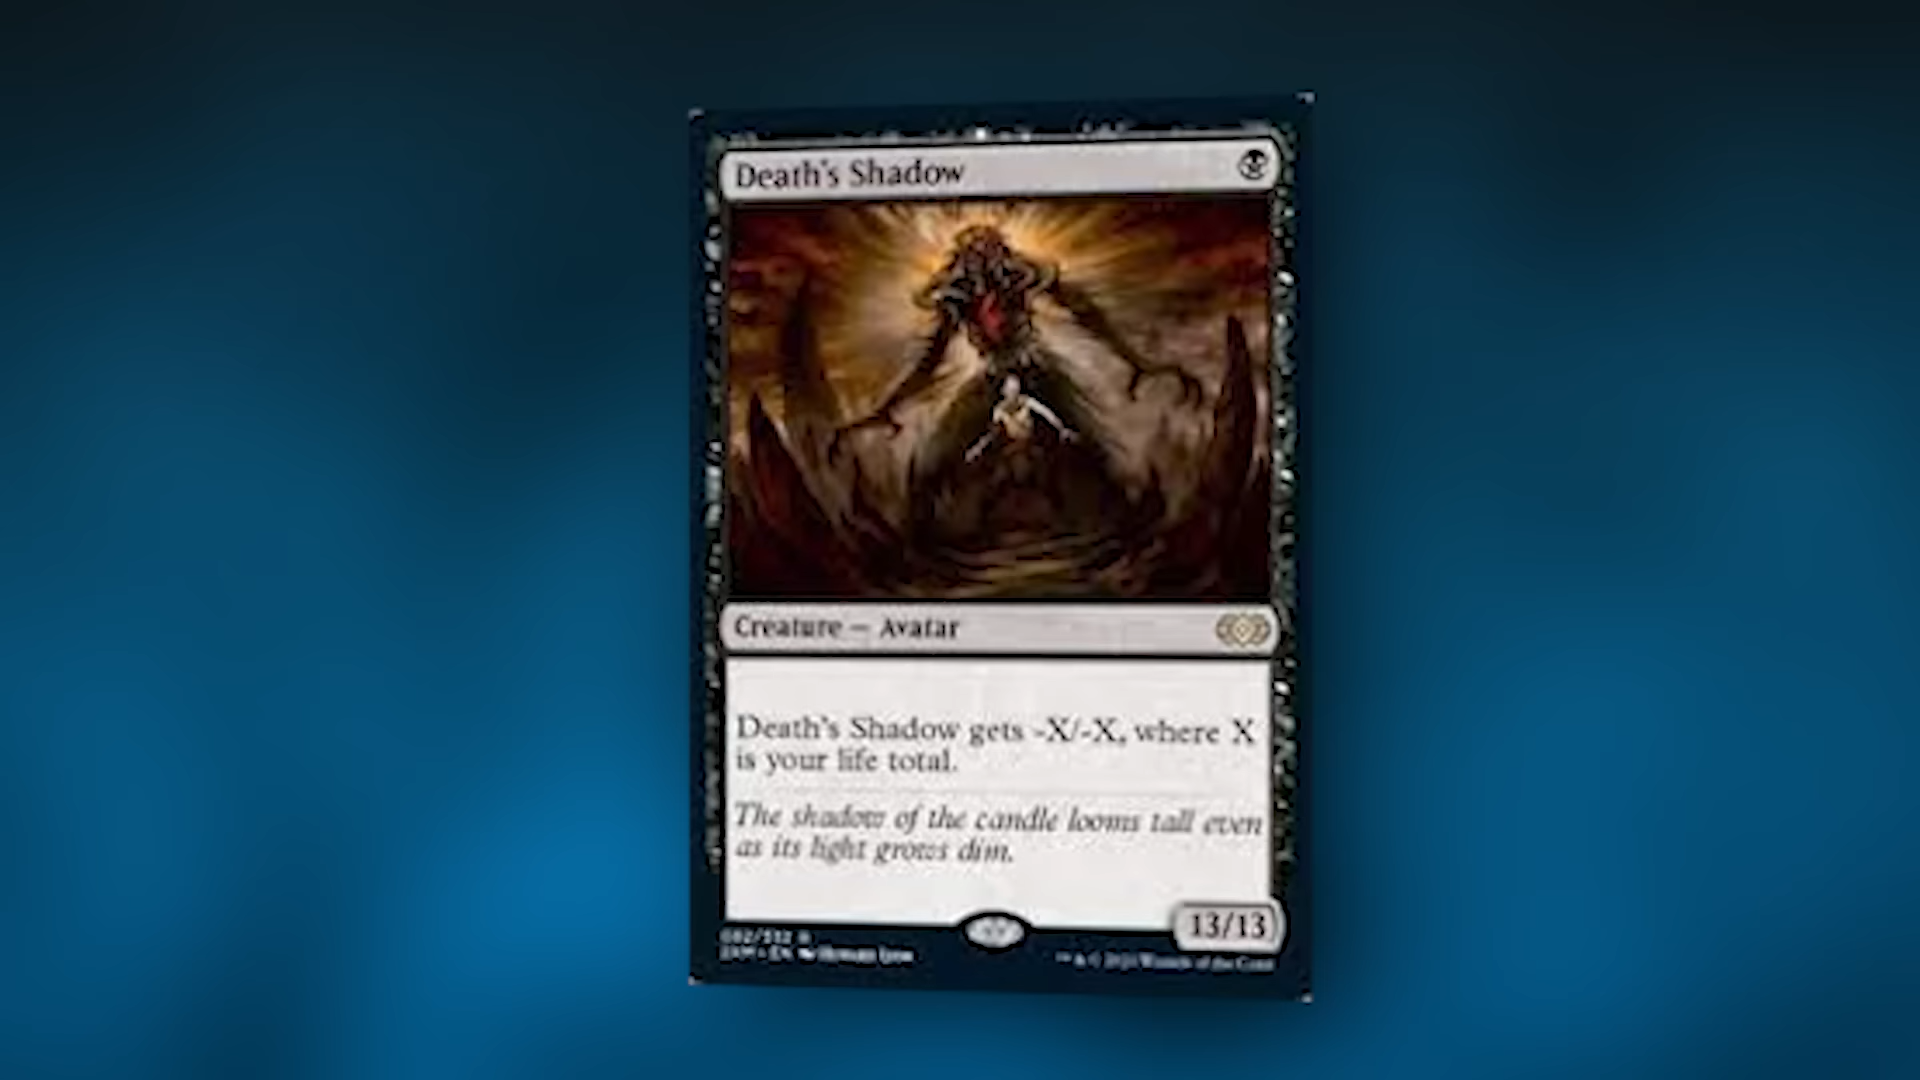 Death's Shadow
Creature — Avatar
Death's Shadow gets -X/-X, where X
is your life total.
The shadow of the candle looms tall even
as its light grows dim.
13/13